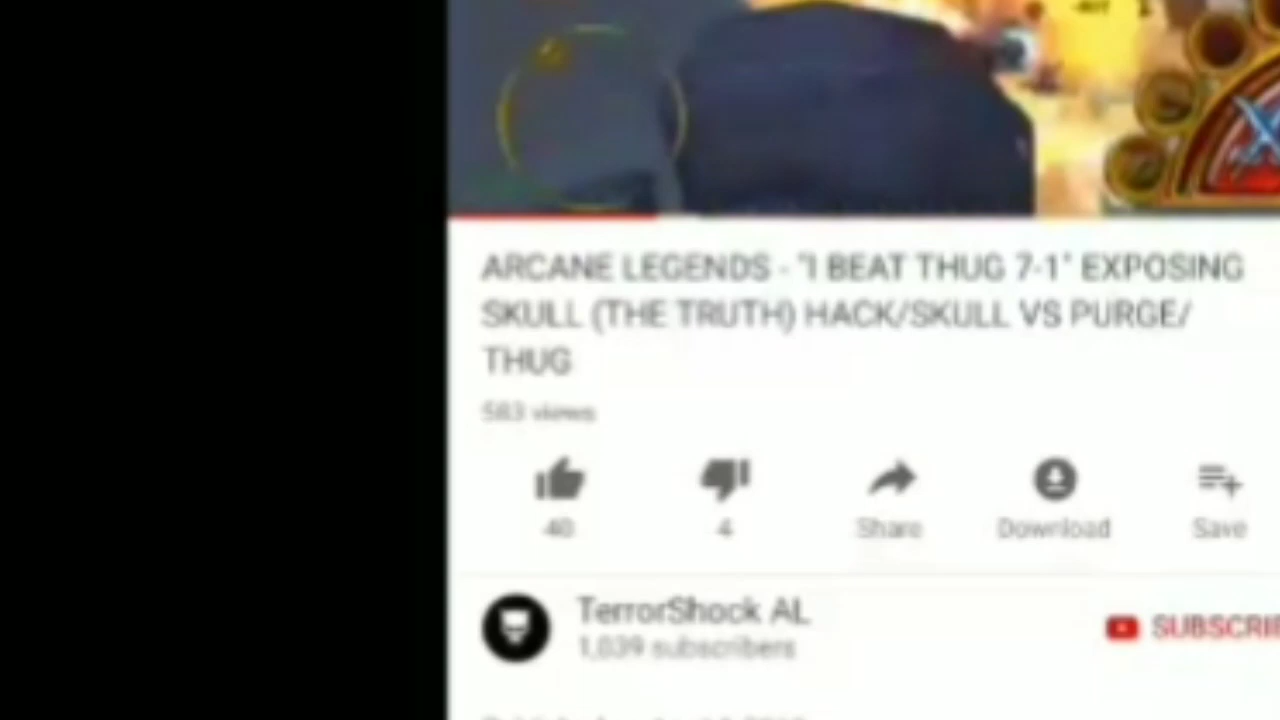 ARCANE LEGENDS - "I BEAT THUG 7-1" EXPOSING
SKULL (THE TRUTH) HACK/SKULL VS PURGE/
THUG
583 views
40
4
Share
Download
Save
TerrorShock AL
1,039 subscribers
SUBSCRIB